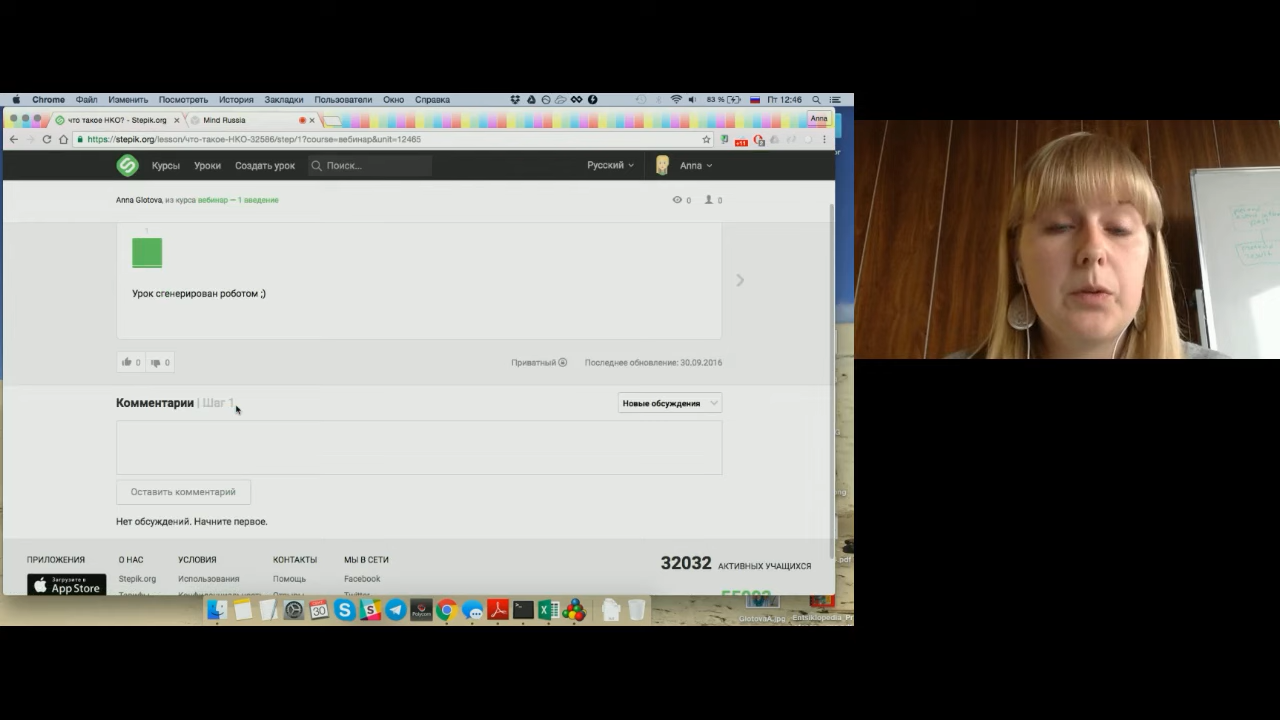 Chrome Файл Изменить Посмотреть История Закладки Пользователи Окно Справка 83 % Пт 12:46
что такое НКО? - Stepik.org Mind Russia Anna
https://stepik.org/lesson/что-такое-НКО-32586/step/1?course=вебинар&unit=12465
Курсы Уроки Создать урок Поиск... Русский Anna
Anna Glotova, из курса вебинар — 1 введение 0 0
1
Урок сгенерирован роботом ;)
0 0 Приватный Последнее обновление: 30.09.2016
Комментарии | Шаг 1 Новые обсуждения
Оставить комментарий
Нет обсуждений. Начните первое.
ПРИЛОЖЕНИЯ О НАС УСЛОВИЯ КОНТАКТЫ МЫ В СЕТИ 32032 АКТИВНЫХ УЧАЩИХСЯ
Загрузите в
App Store
Stepik.org Использования Помощь Facebook
GlotovaA.jpg Entsiklopedia_Pr